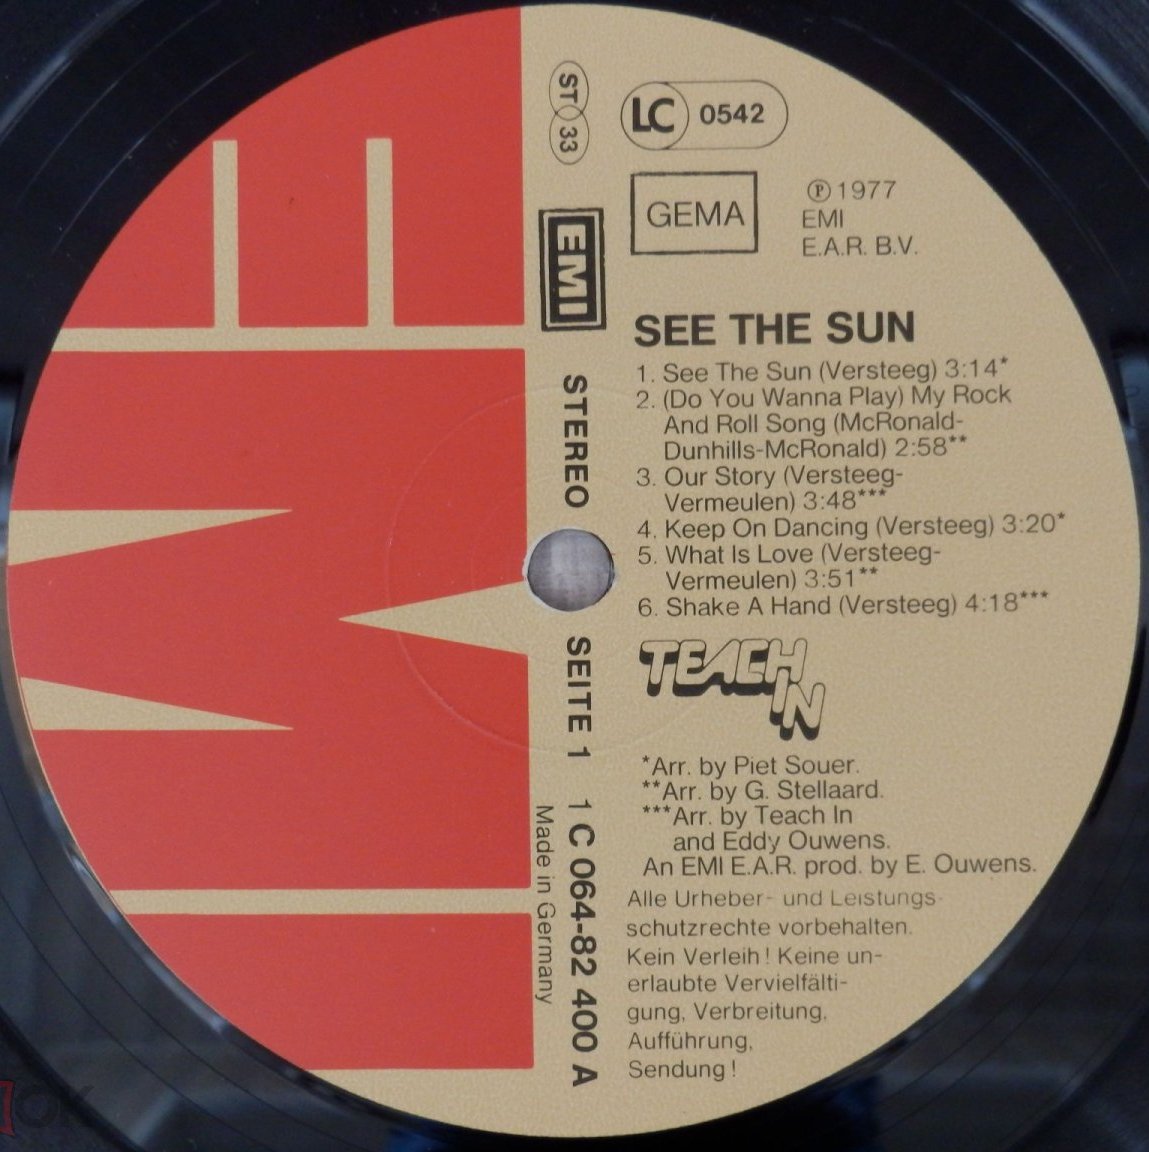 ST 33
LC 0542
GEMA
Ⓟ 1977
EMI
E.A.R. B.V.
EMI
STEREO
SEITE 1
1 C 064-82 400 A
Made in Germany
SEE THE SUN
1. See The Sun (Versteeg) 3:14*
2. (Do You Wanna Play) My Rock
And Roll Song (McRonald-
Dunhills-McRonald) 2:58**
3. Our Story (Versteeg-
Vermeulen) 3:48***
4. Keep On Dancing (Versteeg) 3:20*
5. What Is Love (Versteeg-
Vermeulen) 3:51**
6. Shake A Hand (Versteeg) 4:18***
TEACH
IN
*Arr. by Piet Souer.
**Arr. by G. Stellaard.
***Arr. by Teach In
and Eddy Ouwens.
An EMI E.A.R. prod. by E. Ouwens.
Alle Urheber- und Leistungs-
schutzrechte vorbehalten.
Kein Verleih! Keine un-
erlaubte Vervielfälti-
gung, Verbreitung,
Aufführung,
Sendung!
EMI